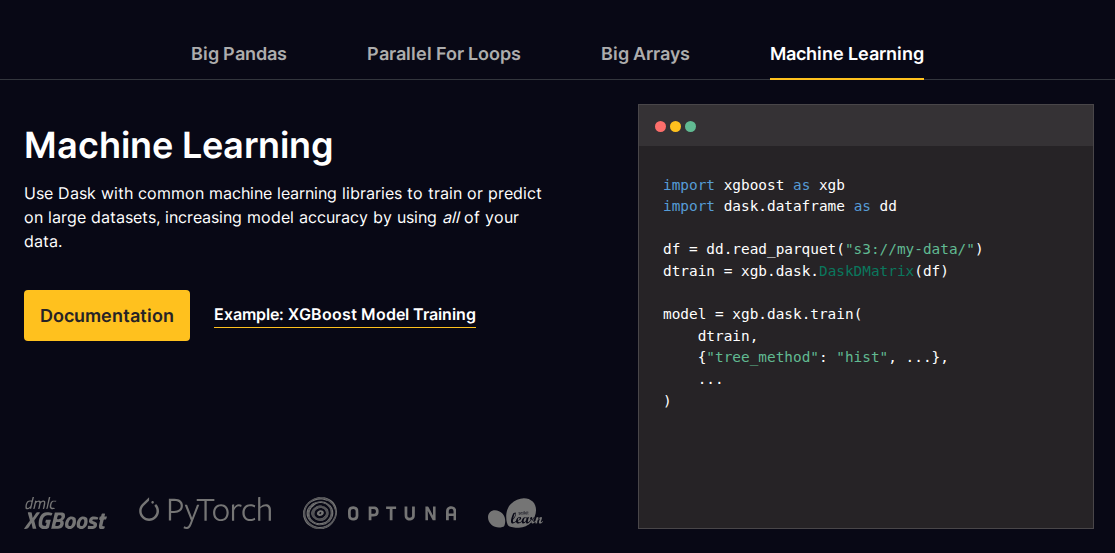 Big Pandas
Parallel For Loops
Big Arrays
Machine Learning
Machine Learning
Use Dask with common machine learning libraries to train or predict
on large datasets, increasing model accuracy by using all of your
data.
Documentation
Example: XGBoost Model Training
import xgboost as xgb
import dask.dataframe as dd
df = dd.read_parquet("s3://my-data/")
dtrain = xgb.dask.DaskDMatrix(df)
model = xgb.dask.train(
    dtrain,
    {"tree_method": "hist", ...},
    ...
)
dmlc
XGBoost
PyTorch
OPTUNA
learn